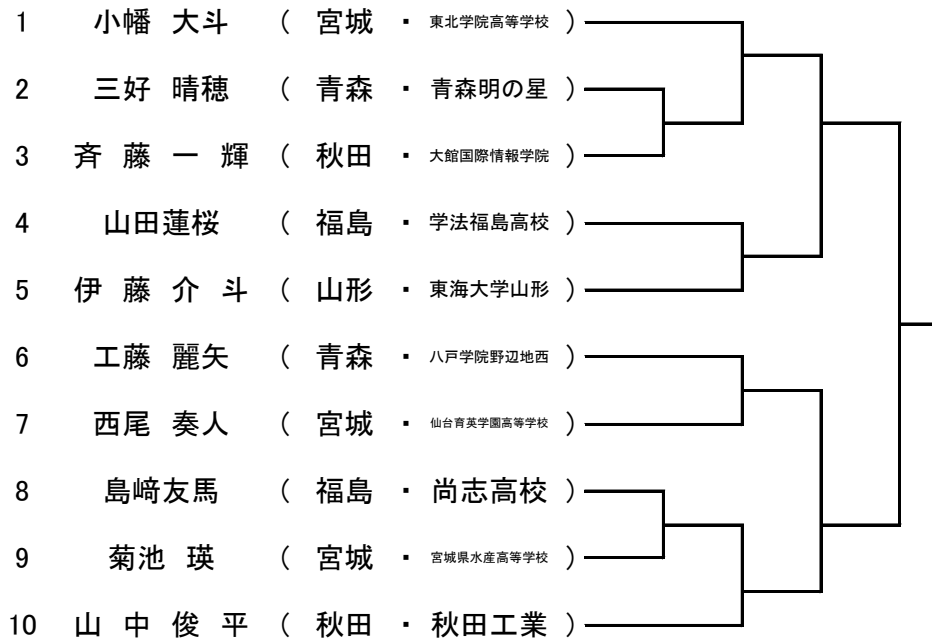 1 小幡 大斗 ( 宮城 ・ 東北学院高等学校 )
2 三好 晴穂 ( 青森 ・ 青森明の星 )
3 斉 藤 一 輝 ( 秋田 ・ 大館国際情報学院 )
4 山田蓮桜 ( 福島 ・ 学法福島高校 )
5 伊 藤 介 斗 ( 山形 ・ 東海大学山形 )
6 工藤 麗矢 ( 青森 ・ 八戸学院野辺地西 )
7 西尾 奏人 ( 宮城 ・ 仙台育英学園高等学校 )
8 島﨑友馬 ( 福島 ・ 尚志高校 )
9 菊池 瑛 ( 宮城 ・ 宮城県水産高等学校 )
10 山 中 俊 平 ( 秋田 ・ 秋田工業 )